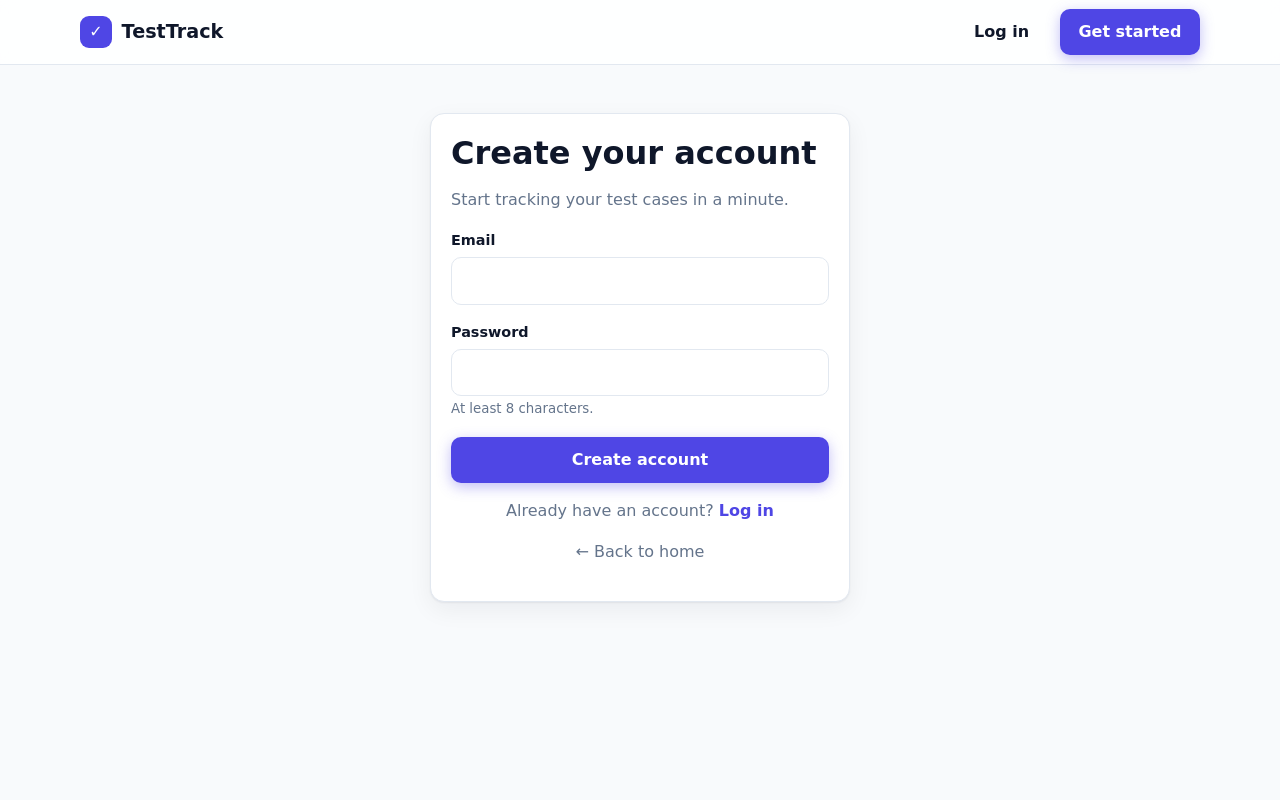 ✓ TestTrack
Log in
Get started
Create your account
Start tracking your test cases in a minute.
Email
Password
At least 8 characters.
Create account
Already have an account? Log in
← Back to home